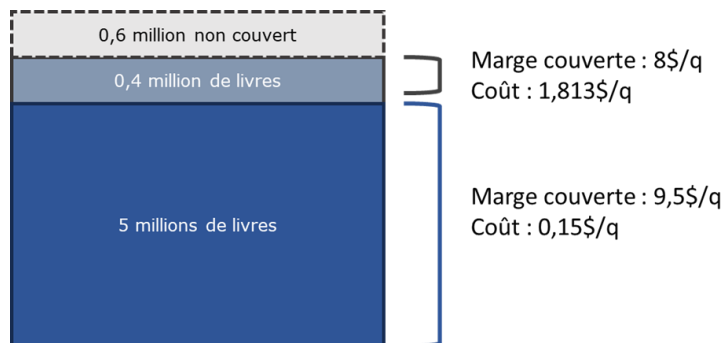 0,6 million non couvert
0,4 million de livres
Marge couverte : 8$/q
Coût : 1,813$/q
5 millions de livres
Marge couverte : 9,5$/q
Coût : 0,15$/q